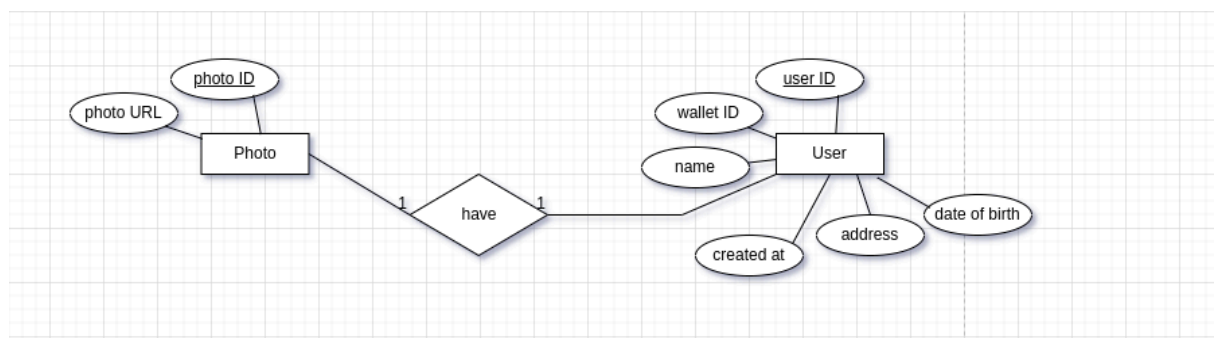 photo ID
user ID
photo URL
wallet ID
Photo
User
name
1
1
have
date of birth
address
created at